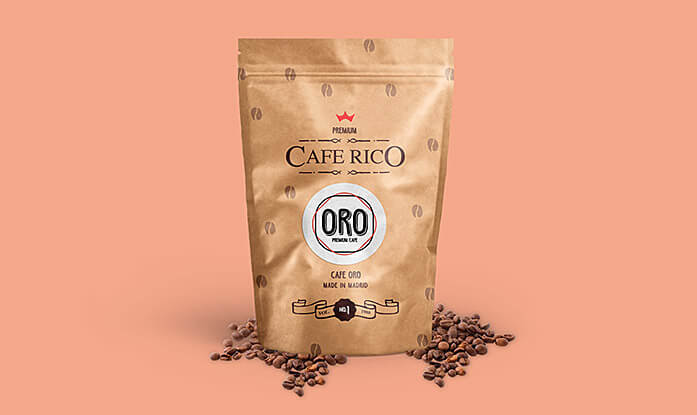 PREMIUM
CAFE RICO
ORO
PREMIUM CAFE
CAFE ORO
MADE IN MADRID
NO.1